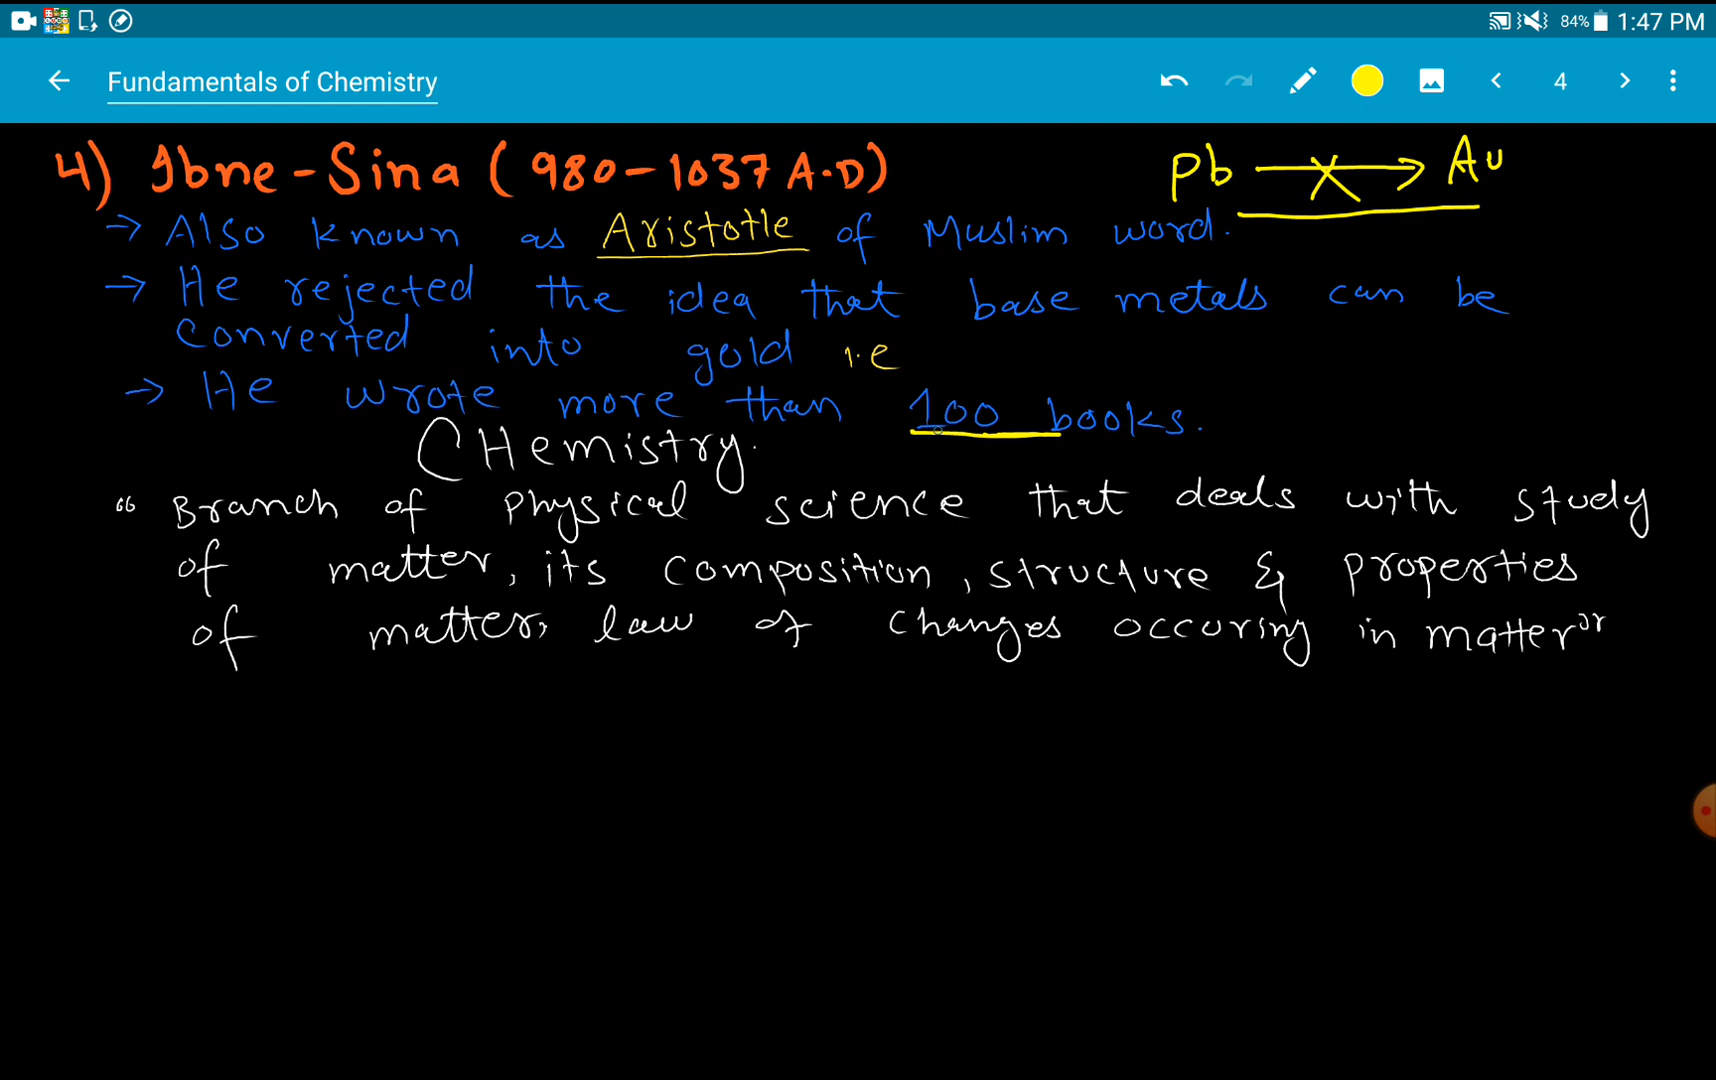 84% 1:47 PM
Fundamentals of Chemistry 4
4) Ibne-Sina (980-1037 A.D) Pb → Au
→ Also known as Aristotle of Muslim word.
→ He rejected the idea that base metals can be
Converted into gold i.e
→ He wrote more than 100 books.
CHemistry.
“ Branch of physical science that deals with study
of matter, its composition, structure & properties
of matter, law of changes occuring in matter or